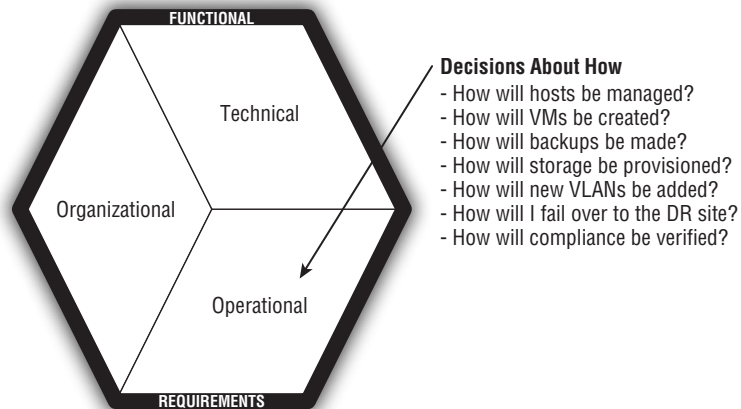 FUNCTIONAL
Technical
Organizational
Operational
REQUIREMENTS
Decisions About How
- How will hosts be managed?
- How will VMs be created?
- How will backups be made?
- How will storage be provisioned?
- How will new VLANs be added?
- How will I fail over to the DR site?
- How will compliance be verified?